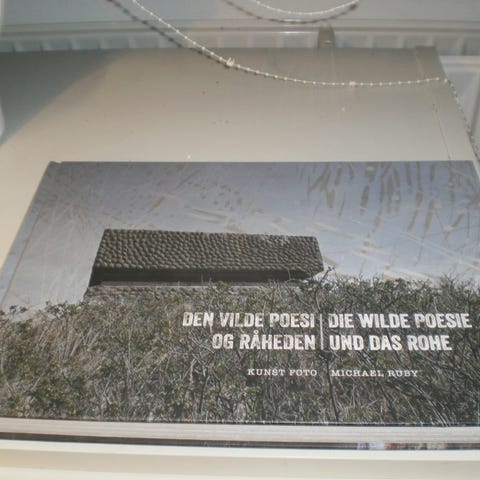 DEN VILDE POESI | DIE WILDE POESIE
OG RÅHEDEN | UND DAS ROHE
KUNST FOTO | MICHAEL RUBY